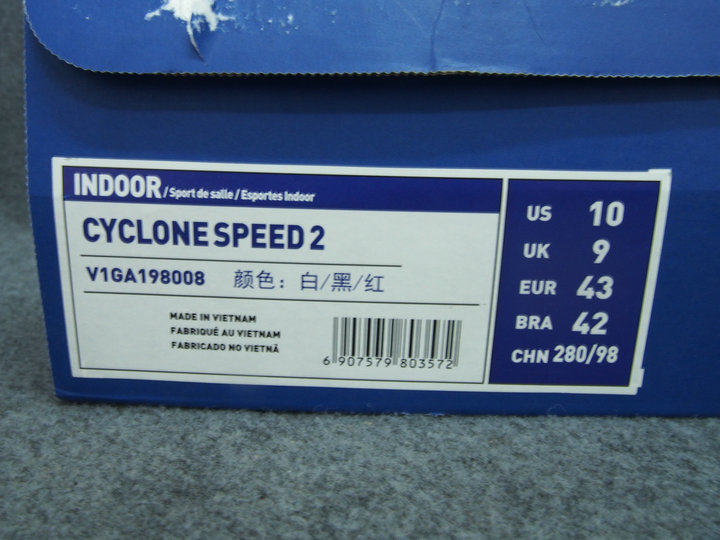 INDOOR/Sport de salle/Esportes Indoor
CYCLONE SPEED 2
V1GA198008 颜色：白/黑/红
MADE IN VIETNAM
FABRIQUÉ AU VIETNAM
FABRICADO NO VIETNÃ
6 907579 803572
US 10
UK 9
EUR 43
BRA 42
CHN 280/98